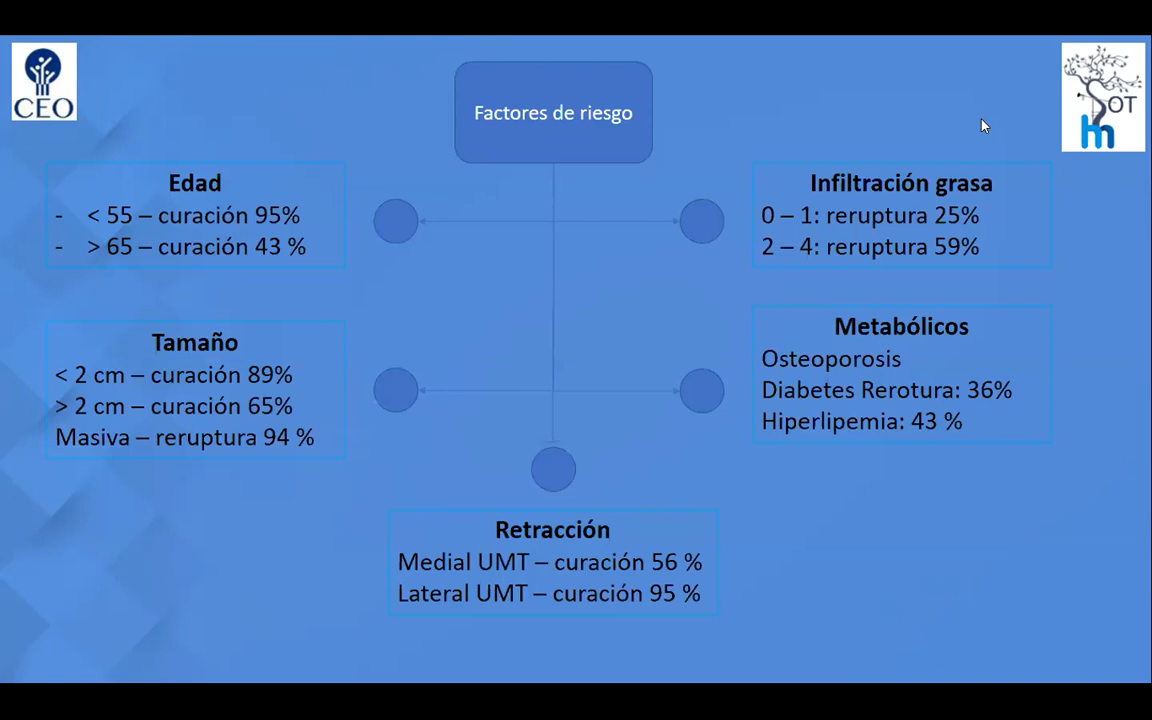 CEO
OT
hn
Factores de riesgo
Edad
- < 55 – curación 95%
- > 65 – curación 43 %
Tamaño
< 2 cm – curación 89%
> 2 cm – curación 65%
Masiva – reruptura 94 %
Infiltración grasa
0 – 1: reruptura 25%
2 – 4: reruptura 59%
Metabólicos
Osteoporosis
Diabetes Rerotura: 36%
Hiperlipemia: 43 %
Retracción
Medial UMT – curación 56 %
Lateral UMT – curación 95 %